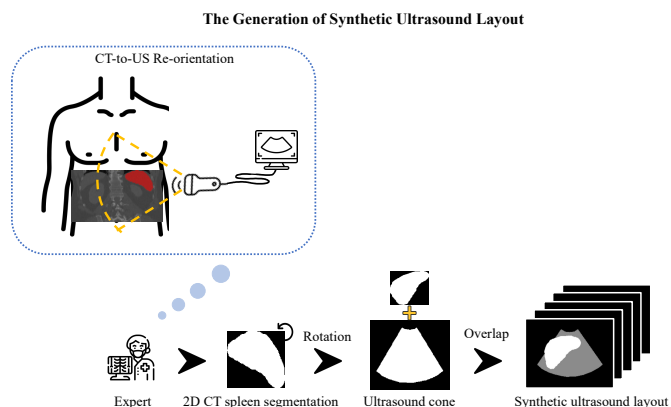 The Generation of Synthetic Ultrasound Layout
CT-to-US Re-orientation
Rotation
Overlap
Expert
2D CT spleen segmentation
Ultrasound cone
Synthetic ultrasound layout